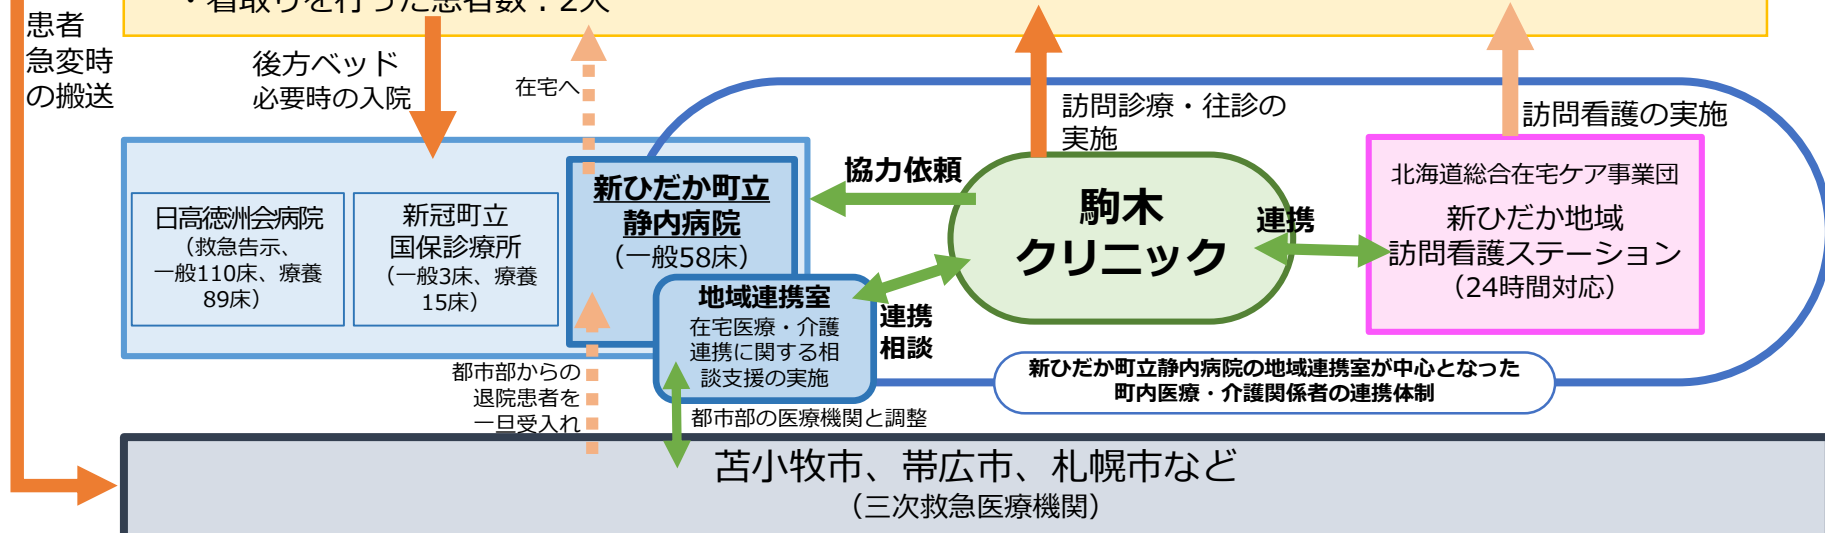 ・看取りを行った患者数：2人
患者
急変時
の搬送
後方ベッド
必要時の入院
在宅へ
訪問診療・往診の
実施
訪問看護の実施
日高徳洲会病院
（救急告示、
一般110床、療養
89床）
新冠町立
国保診療所
（一般3床、療養
15床）
新ひだか町立
静内病院
（一般58床）
地域連携室
在宅医療・介護
連携に関する相
談支援の実施
協力依頼
連携
相談
駒木
クリニック
連携
北海道総合在宅ケア事業団
新ひだか地域
訪問看護ステーション
（24時間対応）
新ひだか町立静内病院の地域連携室が中心となった
町内医療・介護関係者の連携体制
都市部からの
退院患者を
一旦受入れ
都市部の医療機関と調整
苫小牧市、帯広市、札幌市など
（三次救急医療機関）